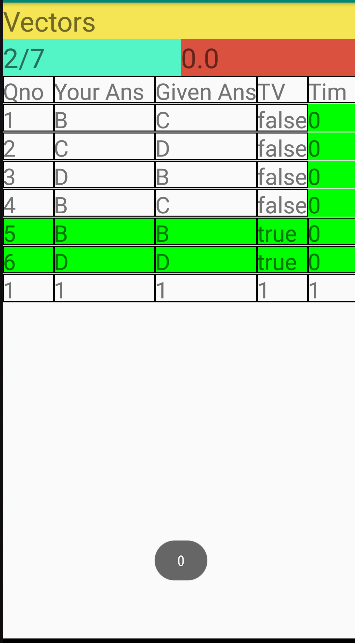 Vectors
2/7 0.0
Qno Your Ans Given Ans TV Tim
1 B C false 0
2 C D false 0
3 D B false 0
4 B C false 0
5 B B true 0
6 D D true 0
1 1 1 1 1
0